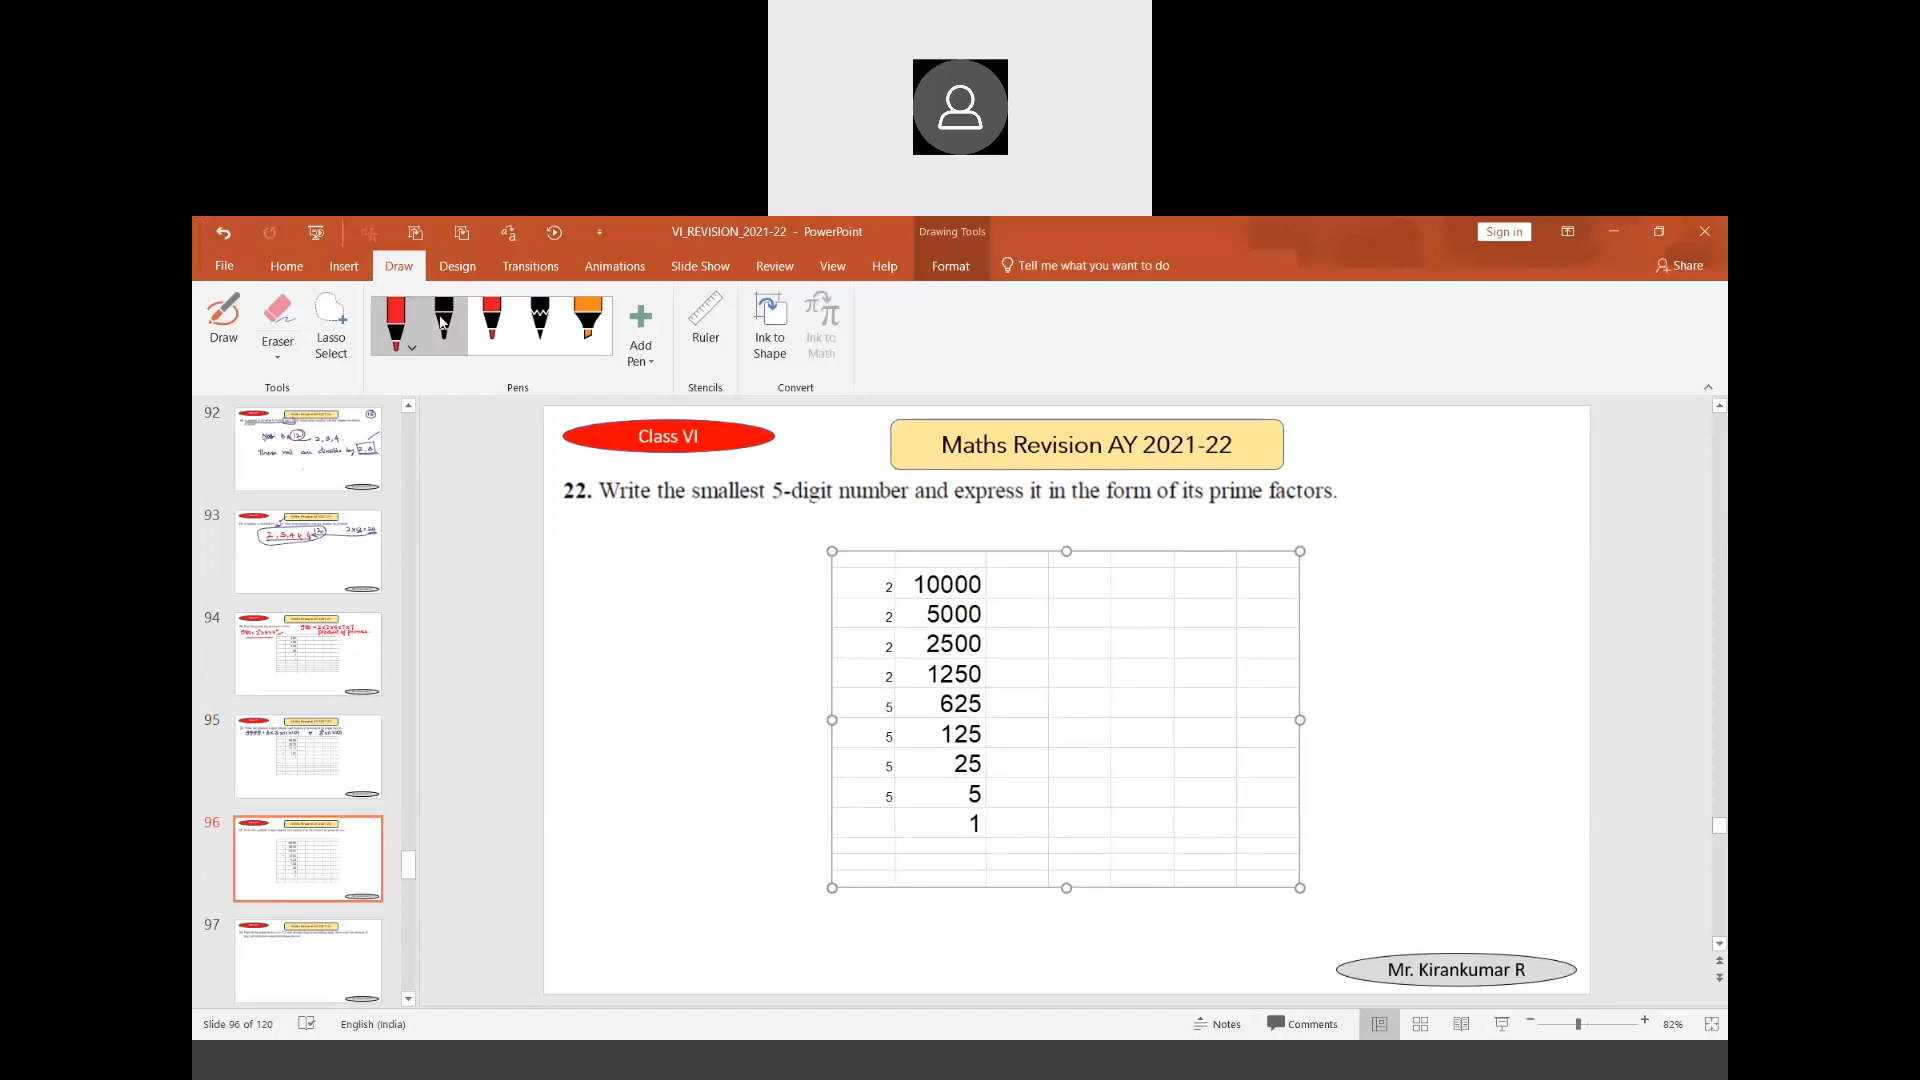 VI_REVISION_2021-22 - PowerPoint
Drawing Tools
Sign in
File Home Insert Draw Design Transitions Animations Slide Show Review View Help Format Tell me what you want to do Share
Draw
Eraser
Lasso Select
Add Pen
Ruler
Ink to Shape
Ink to Math
Tools
Pens
Stencils
Convert
92
93
94
95
96
97
Class VI
Maths Revision AY 2021-22
22. Write the smallest 5-digit number and express it in the form of its prime factors.
2 10000
2 5000
2 2500
2 1250
5 625
5 125
5 25
5 5
1
Mr. Kirankumar R
Slide 96 of 120 English (India) Notes Comments 82%